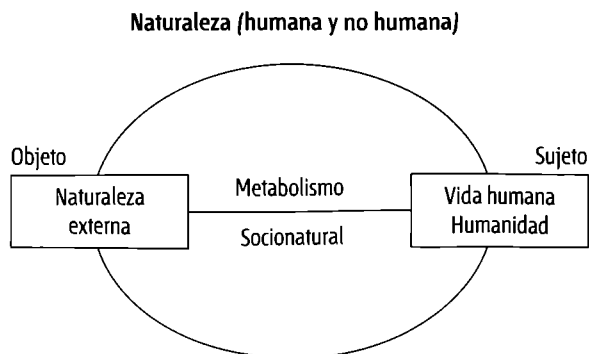 Naturaleza (humana y no humana)
Objeto
Sujeto
Naturaleza
externa
Metabolismo
Socionatural
Vida humana
Humanidad